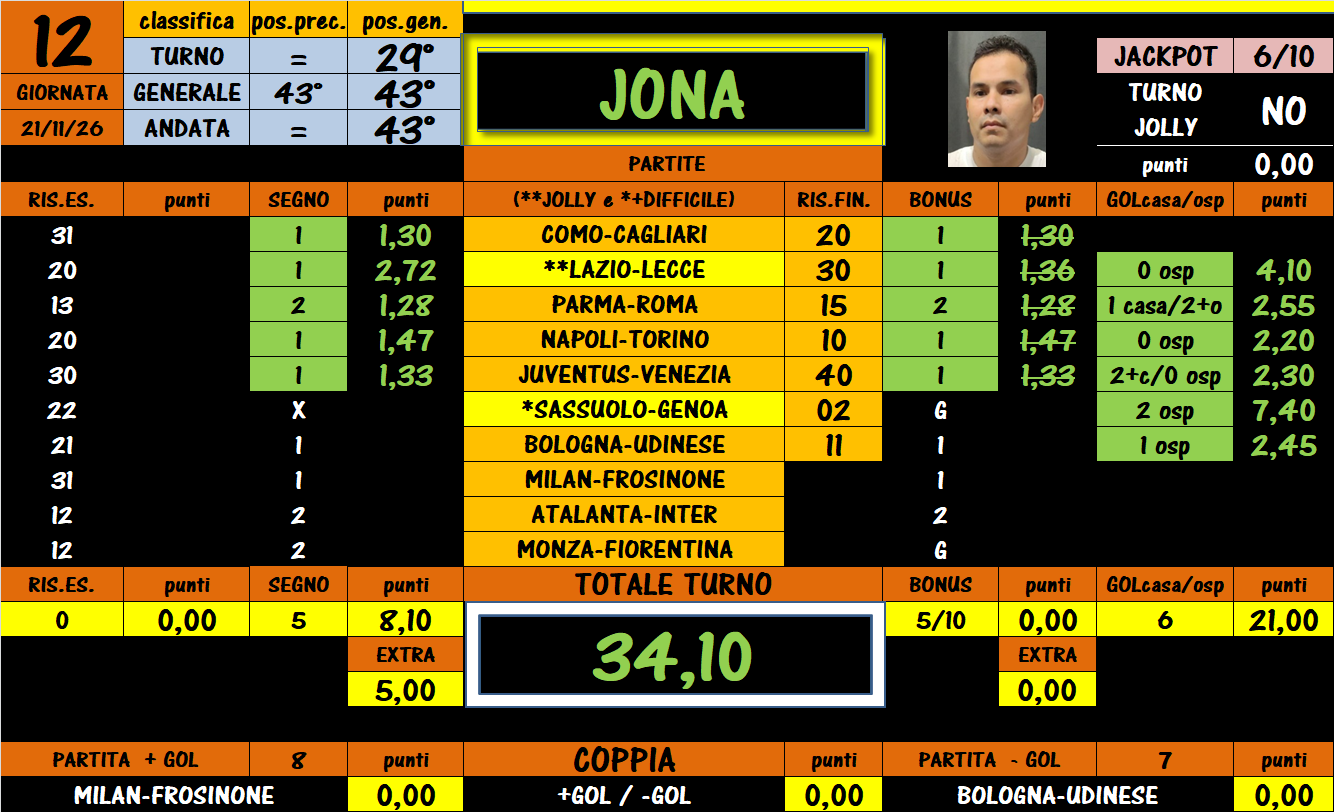 12 classifica pos.prec. pos.gen.
TURNO = 29° JONA JACKPOT 6/10
GIORNATA GENERALE 43° 43° TURNO JOLLY NO
21/11/26 ANDATA = 43°
PARTITE punti 0,00
RIS.ES. punti SEGNO punti (**JOLLY e *+DIFFICILE) RIS.FIN. BONUS punti GOLcasa/osp punti
31 1 1,30 COMO-CAGLIARI 20 1 1,30
20 1 2,72 **LAZIO-LECCE 30 1 1,36 0 osp 4,10
13 2 1,28 PARMA-ROMA 15 2 1,28 1 casa/2+o 2,55
20 1 1,47 NAPOLI-TORINO 10 1 1,47 0 osp 2,20
30 1 1,33 JUVENTUS-VENEZIA 40 1 1,33 2+c/0 osp 2,30
22 X *SASSUOLO-GENOA 02 G 2 osp 7,40
21 1 BOLOGNA-UDINESE 11 1 1 osp 2,45
31 1 MILAN-FROSINONE 1
12 2 ATALANTA-INTER 2
12 2 MONZA-FIORENTINA G
RIS.ES. punti SEGNO punti TOTALE TURNO BONUS punti GOLcasa/osp punti
0 0,00 5 8,10 34,10 5/10 0,00 6 21,00
EXTRA EXTRA
5,00 0,00
PARTITA + GOL 8 punti COPPIA punti PARTITA - GOL 7 punti
MILAN-FROSINONE 0,00 +GOL / -GOL 0,00 BOLOGNA-UDINESE 0,00